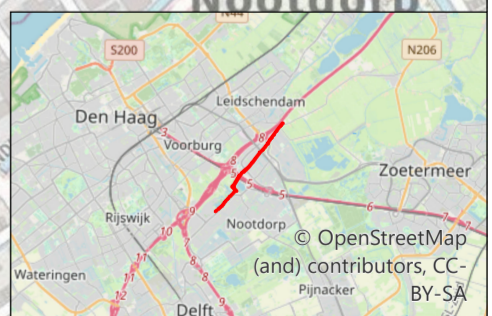 Nootdorp
N44
S200
N206
Leidschendam
Den Haag
3
8
Voorburg
8
5
5
5
Zoetermeer
9
6
7
Rijswijk
10
Nootdorp
7
11
8
© OpenStreetMap
(and) contributors, CC-
BY-SA
Wateringen
11
8
Pijnacker
12
Delft
9